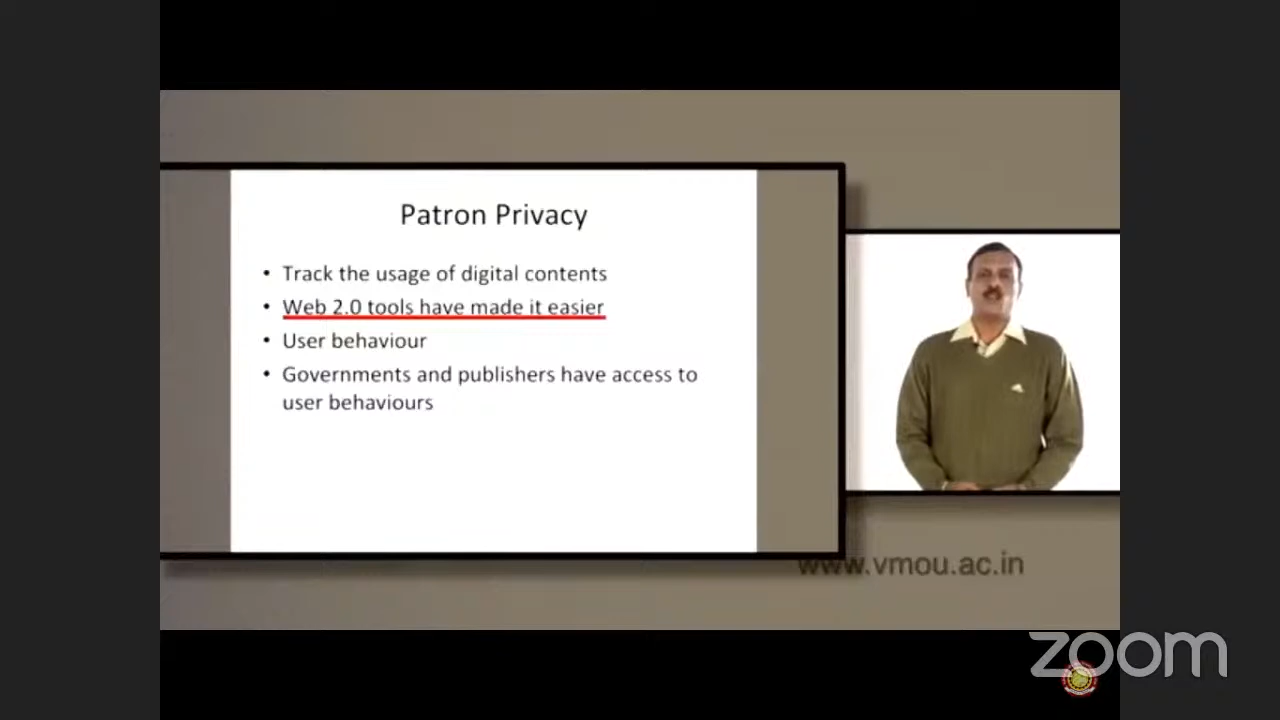 Patron Privacy
• Track the usage of digital contents
• Web 2.0 tools have made it easier
• User behaviour
• Governments and publishers have access to
user behaviours
www.vmou.ac.in
zoom